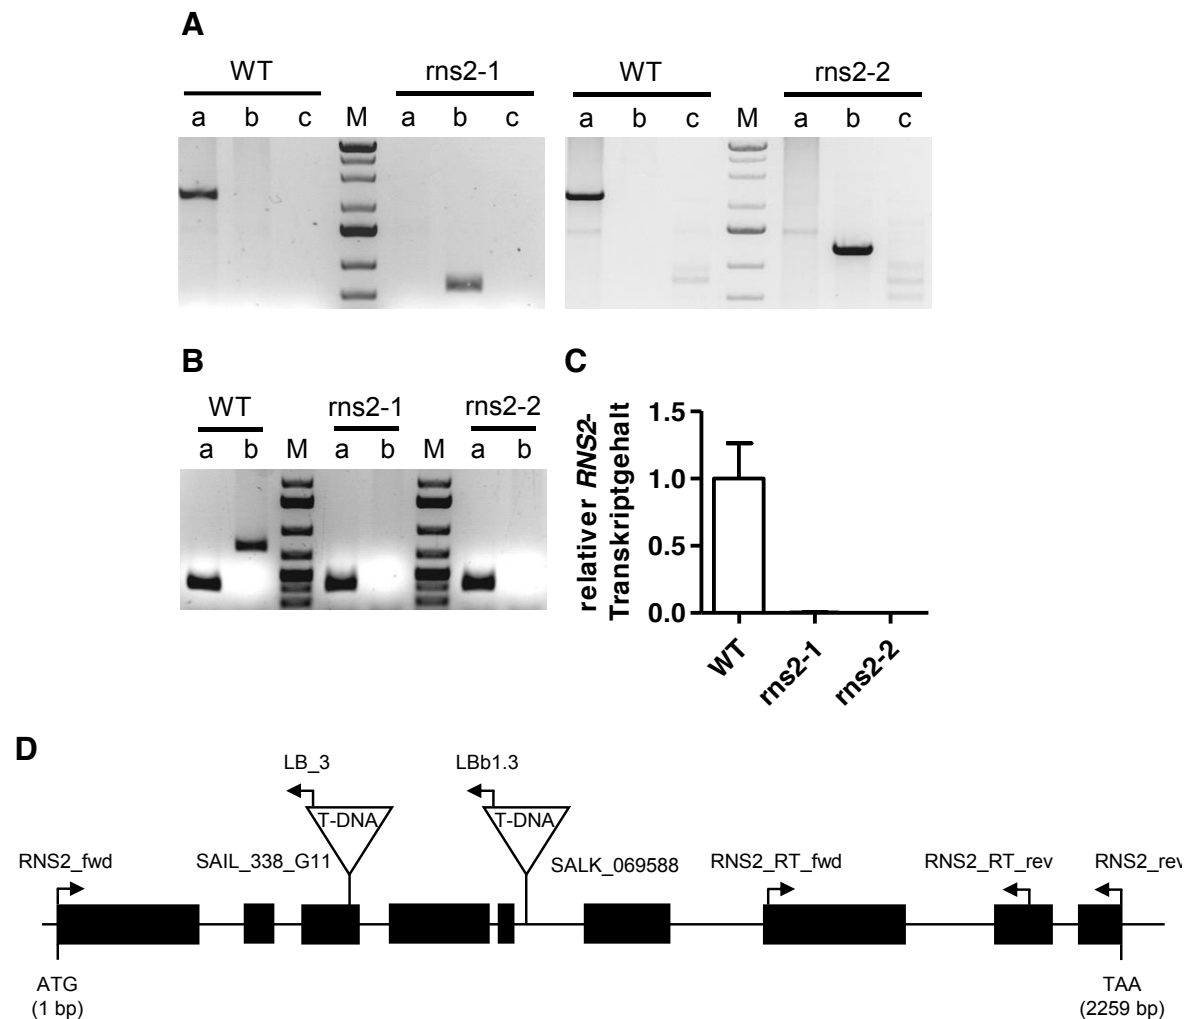 A
WT rns2-1 WT rns2-2
a b c M a b c a b c M a b c
B
WT rns2-1 rns2-2
a b M a b M a b
C
relativer RNS2-
Transkriptgehalt
1.5
1.0
0.5
0.0
WT
rns2-1
rns2-2
D
LB_3 LBb1.3
T-DNA T-DNA
RNS2_fwd SAIL_338_G11 SALK_069588 RNS2_RT_fwd RNS2_RT_rev RNS2_rev
ATG TAA
(1 bp) (2259 bp)